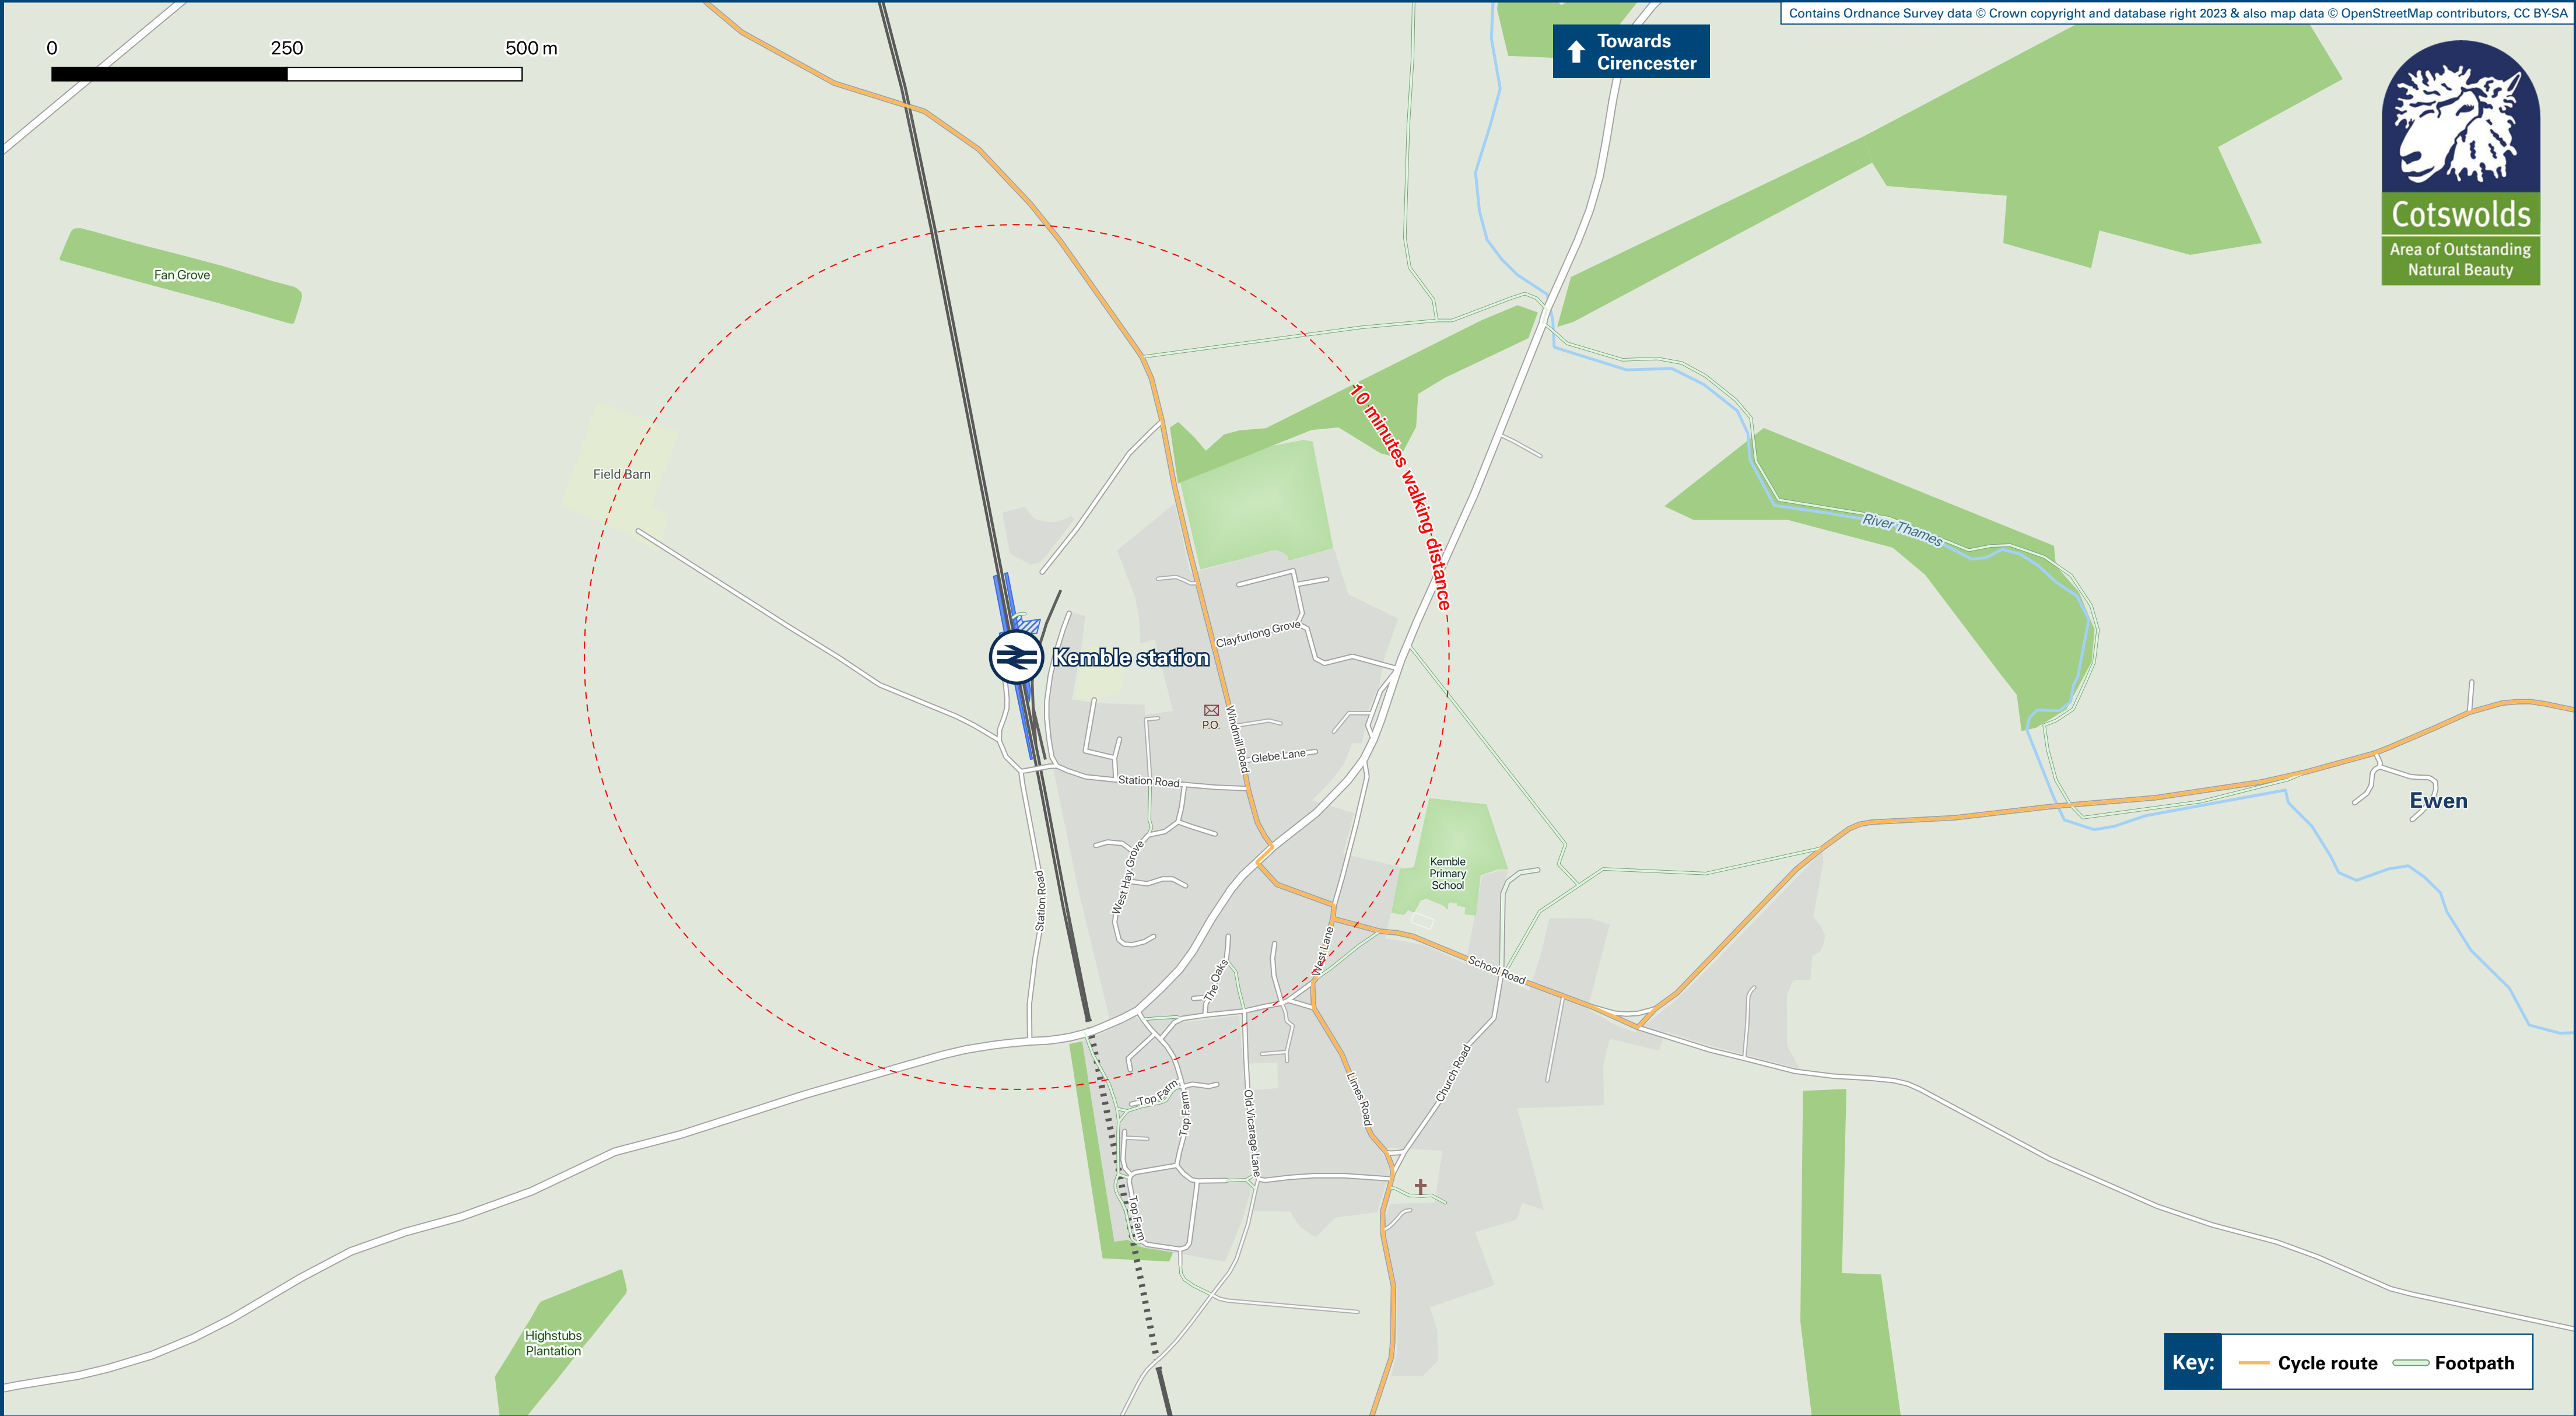 Contains Ordnance Survey data © Crown copyright and database right 2023 & also map data © OpenStreetMap contributors, CC BY-SA
0 250 500 m
Towards
Cirencester
Cotswolds
Area of Outstanding
Natural Beauty
Fan Grove
10 minutes walking distance
Field Barn
River Thames
Clayfurlong Grove
Kemble station
P.O.
Windmill Road
Glebe Lane
Station Road
Ewen
Kemble
Primary
School
West Hay Grove
Station Road
West Lane
School Road
The Oaks
Top Farm
Top Farm
Old Vicarage Lane
Limes Road
Church Road
Top Farm
Highstubs
Plantation
Key: Cycle route Footpath